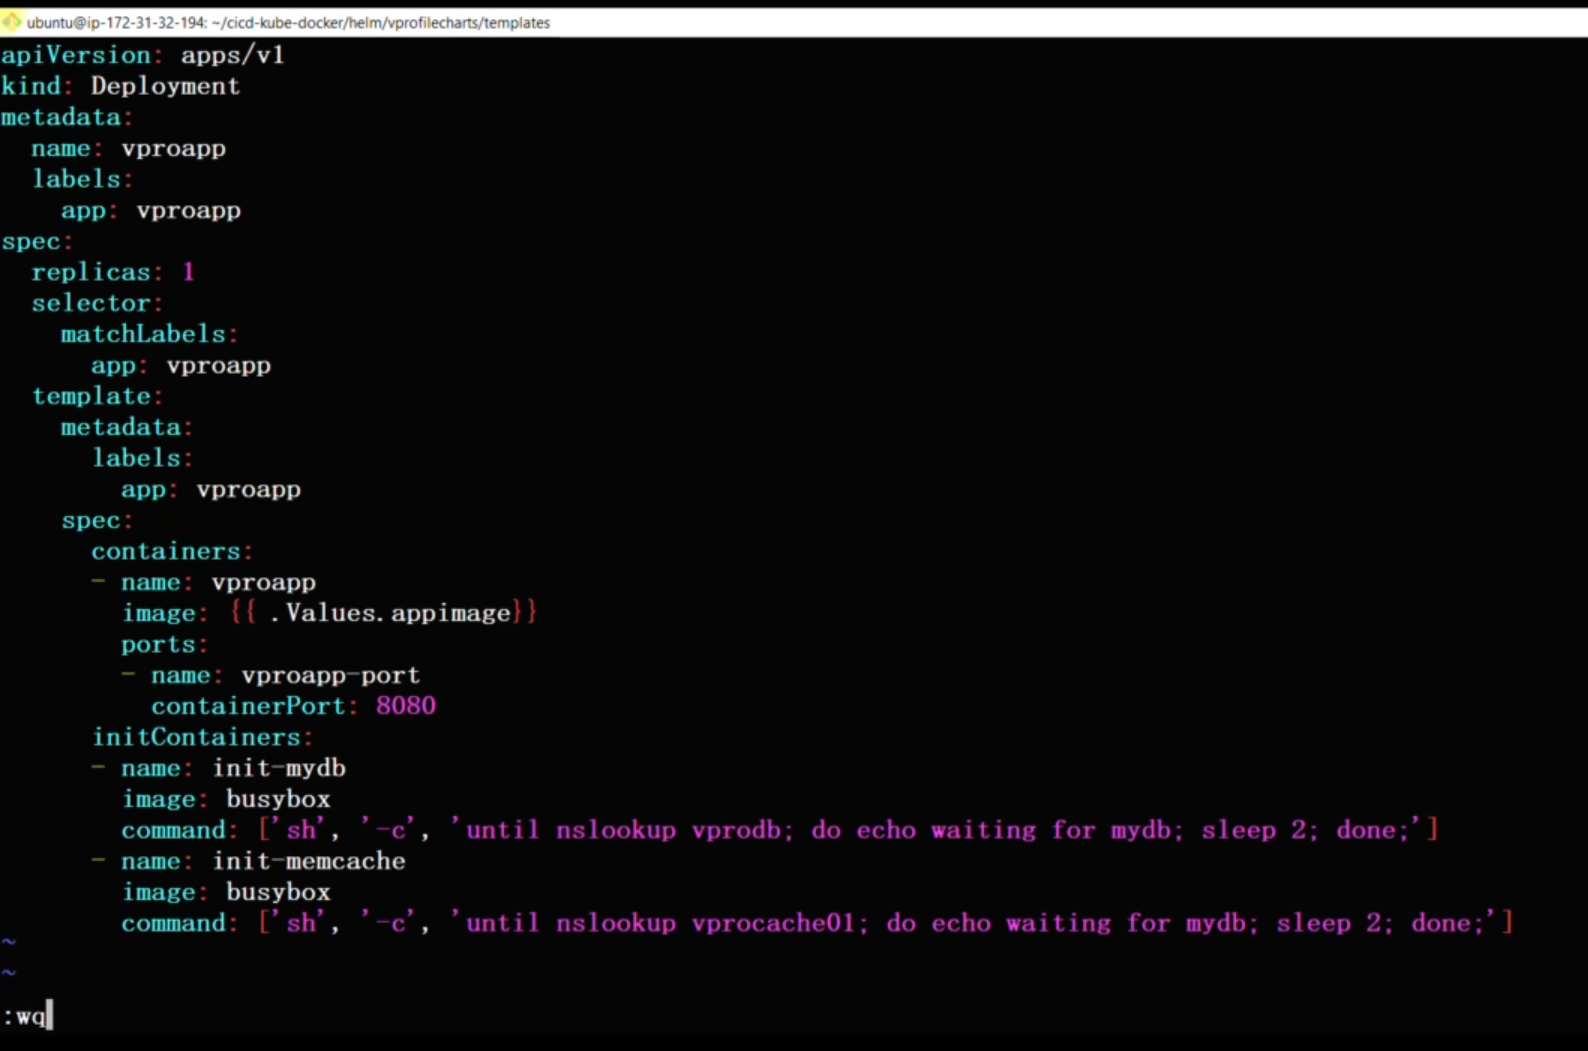 ubuntu@ip-172-31-32-194: ~/cicd-kube-docker/helm/vprofilecharts/templates
apiVersion: apps/v1
kind: Deployment
metadata:
  name: vproapp
  labels:
    app: vproapp
spec:
  replicas: 1
  selector:
    matchLabels:
      app: vproapp
  template:
    metadata:
      labels:
        app: vproapp
    spec:
      containers:
      - name: vproapp
        image: {{ .Values.appimage}}
        ports:
        - name: vproapp-port
          containerPort: 8080
      initContainers:
      - name: init-mydb
        image: busybox
        command: ['sh', '-c', 'until nslookup vprodb; do echo waiting for mydb; sleep 2; done;']
      - name: init-memcache
        image: busybox
        command: ['sh', '-c', 'until nslookup vprocache01; do echo waiting for mydb; sleep 2; done;']
~
~
:wq